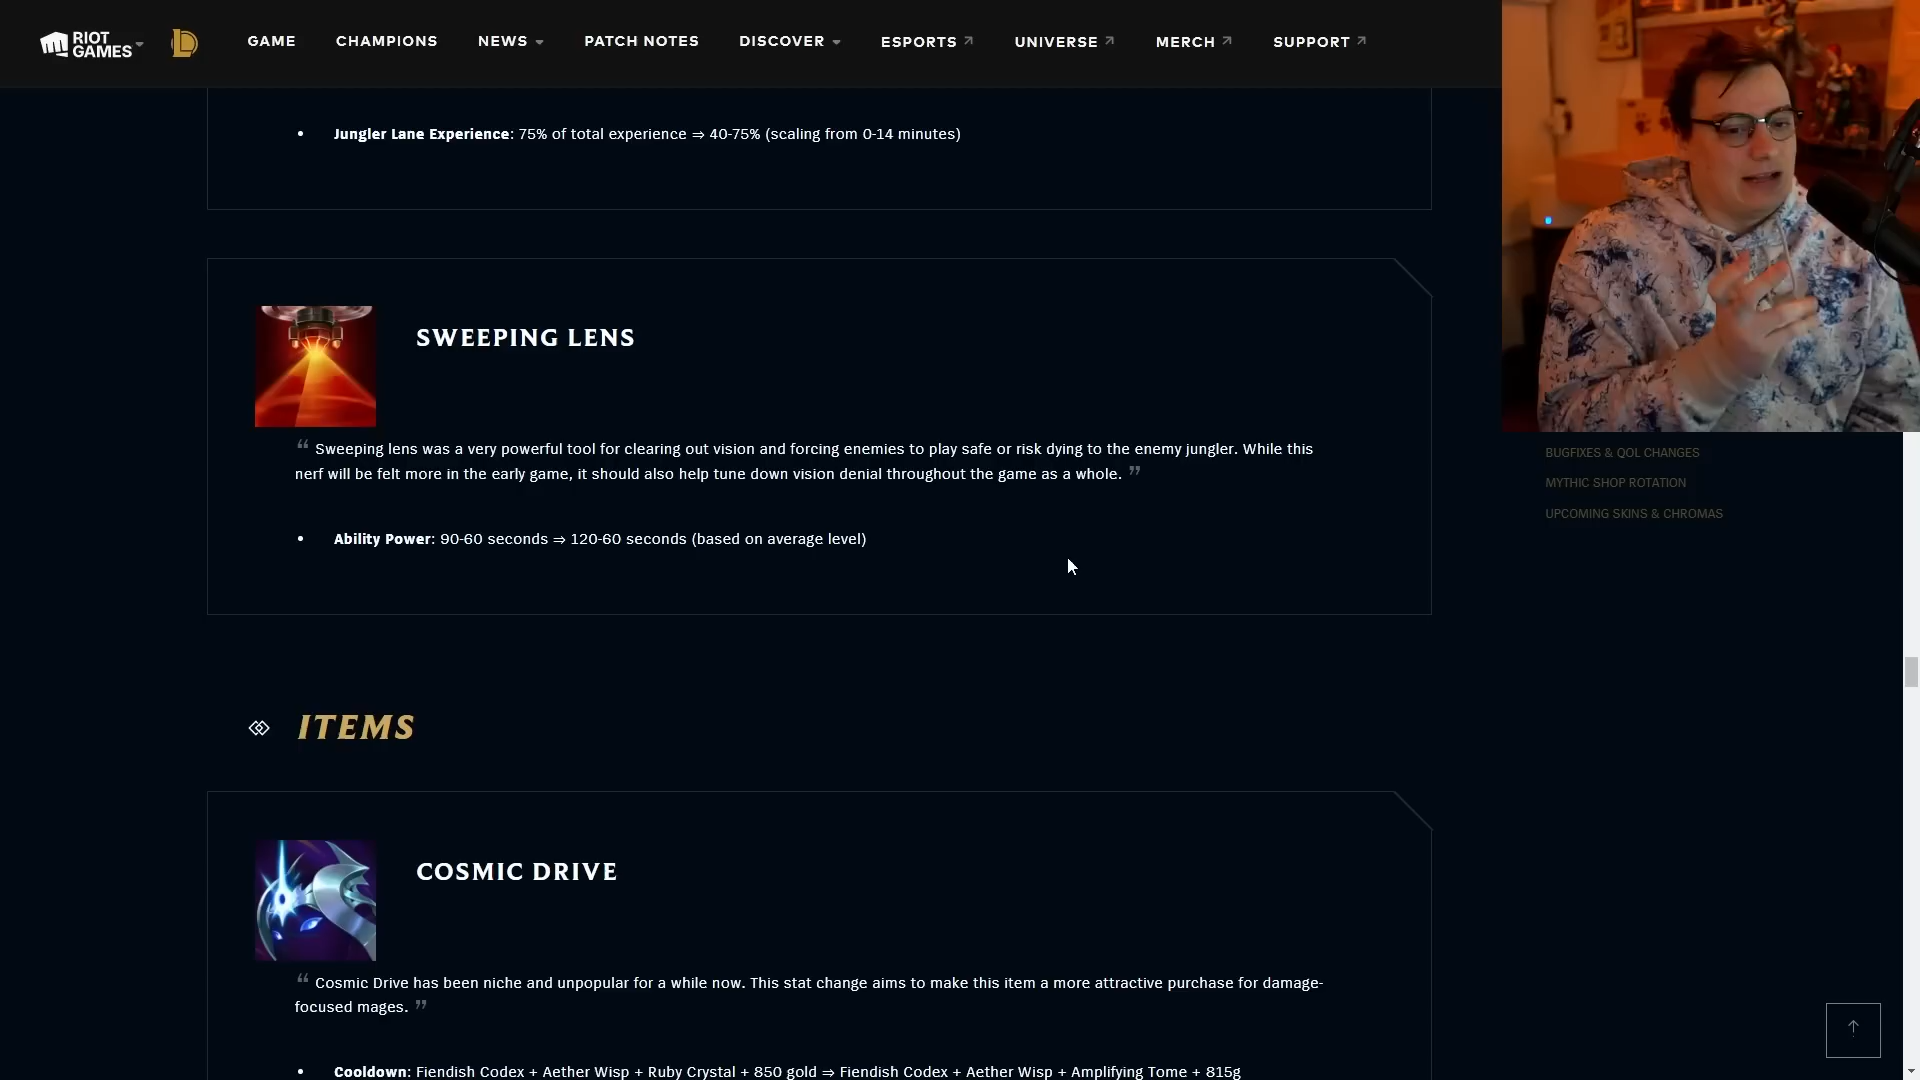 RIOT GAMES
GAME CHAMPIONS NEWS PATCH NOTES DISCOVER ESPORTS UNIVERSE MERCH SUPPORT
• Jungler Lane Experience: 75% of total experience ⇒ 40-75% (scaling from 0-14 minutes)
SWEEPING LENS
“ Sweeping lens was a very powerful tool for clearing out vision and forcing enemies to play safe or risk dying to the enemy jungler. While this
nerf will be felt more in the early game, it should also help tune down vision denial throughout the game as a whole. ”
• Ability Power: 90-60 seconds ⇒ 120-60 seconds (based on average level)
BUGFIXES & QOL CHANGES
MYTHIC SHOP ROTATION
UPCOMING SKINS & CHROMAS
ITEMS
COSMIC DRIVE
“ Cosmic Drive has been niche and unpopular for a while now. This stat change aims to make this item a more attractive purchase for damage-
focused mages. ”
• Cooldown: Fiendish Codex + Aether Wisp + Ruby Crystal + 850 gold ⇒ Fiendish Codex + Aether Wisp + Amplifying Tome + 815g